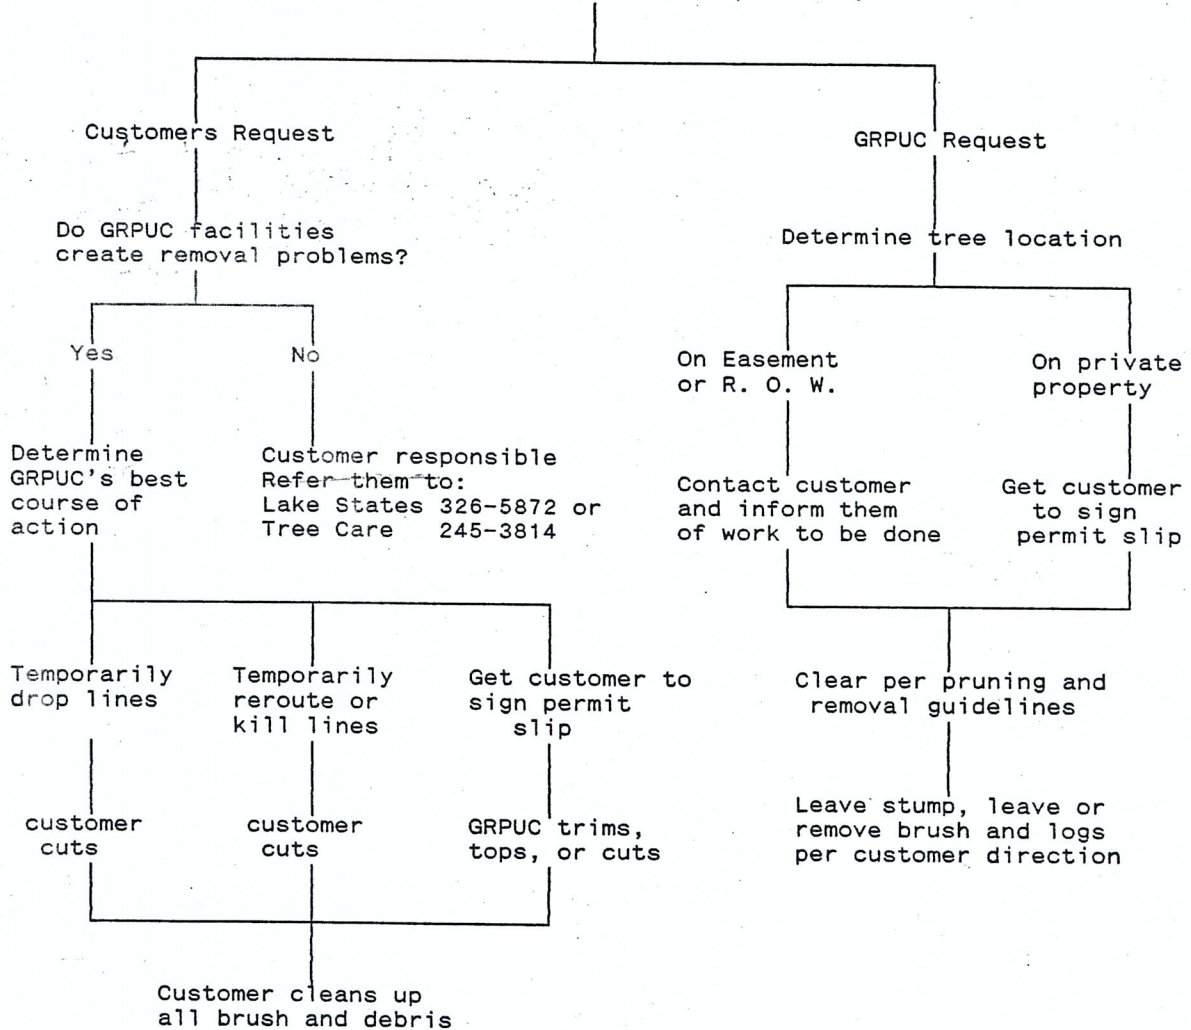 Customers Request
GRPUC Request
Do GRPUC facilities
create removal problems?
Determine tree location
Yes
No
On Easement
or R. O. W.
On private
property
Determine
GRPUC's best
course of
action
Customer responsible
Refer them to:
Lake States 326-5872 or
Tree Care 245-3814
Contact customer
and inform them
of work to be done
Get customer
to sign
permit slip
Temporarily
drop lines
Temporarily
reroute or
kill lines
Get customer to
sign permit
slip
Clear per pruning and
removal guidelines
customer
cuts
customer
cuts
GRPUC trims,
tops, or cuts
Leave stump, leave or
remove brush and logs
per customer direction
Customer cleans up
all brush and debris